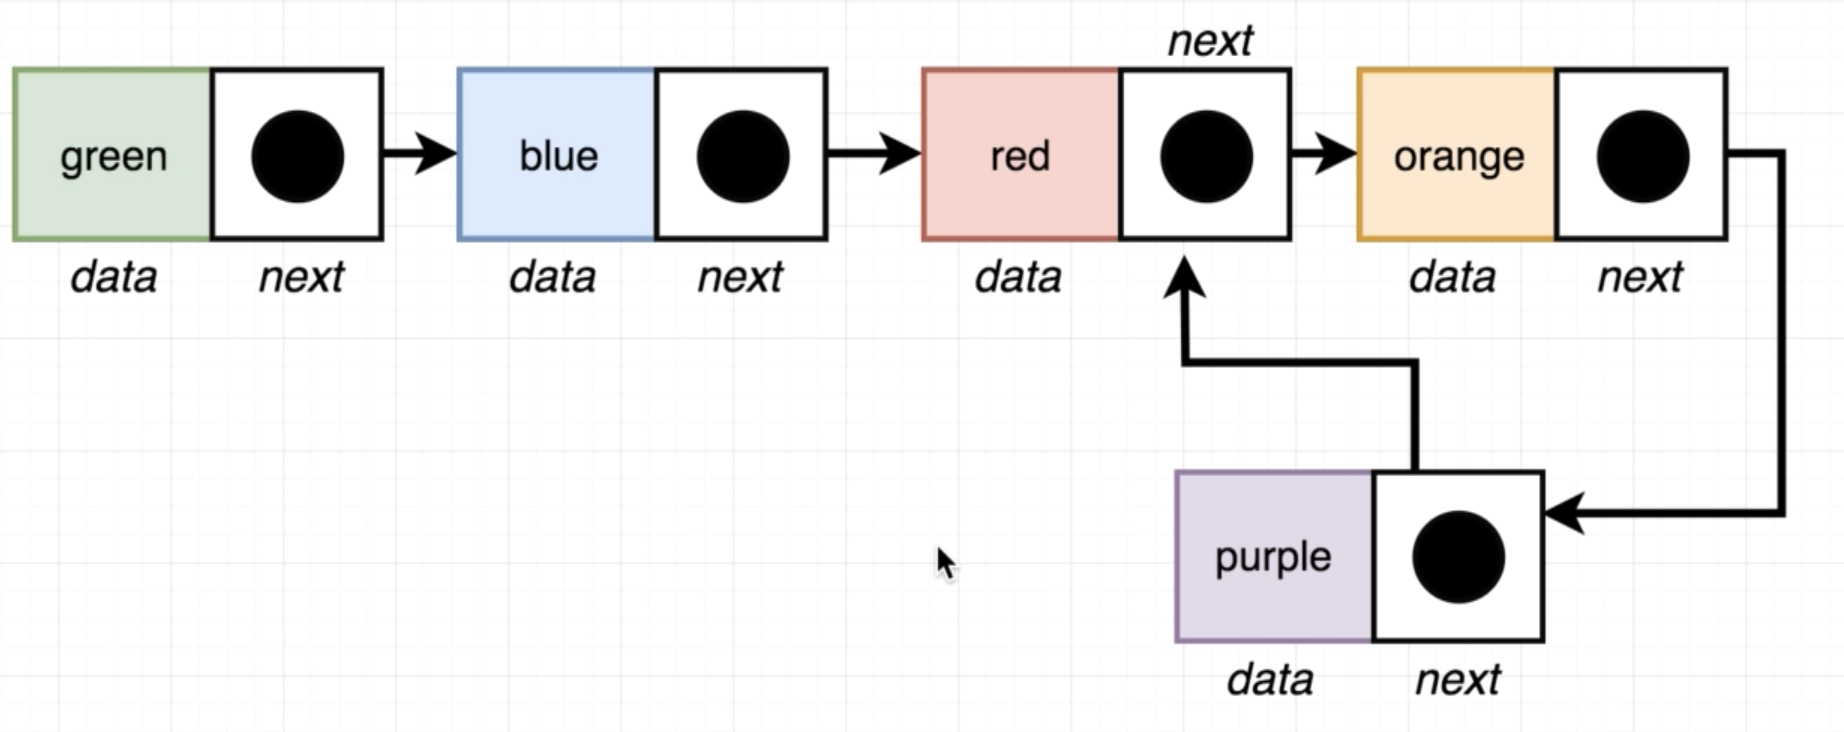 next
green
blue
red
orange
data next data next data data next
purple
data next